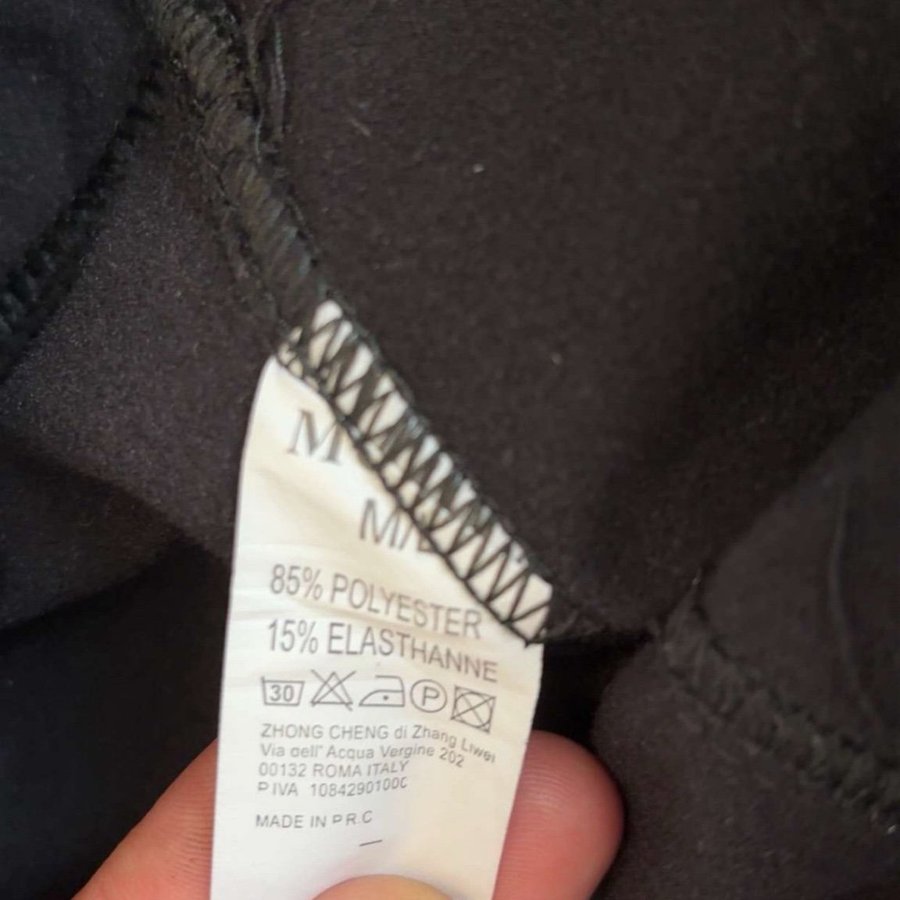 M
85% POLYESTER
15% ELASTHANNE
30 P
ZHONG CHENG di Zhang Liwei
Via dell' Acqua Vergine 202
00132 ROMA ITALY
P.IVA
MADE IN P.R.C